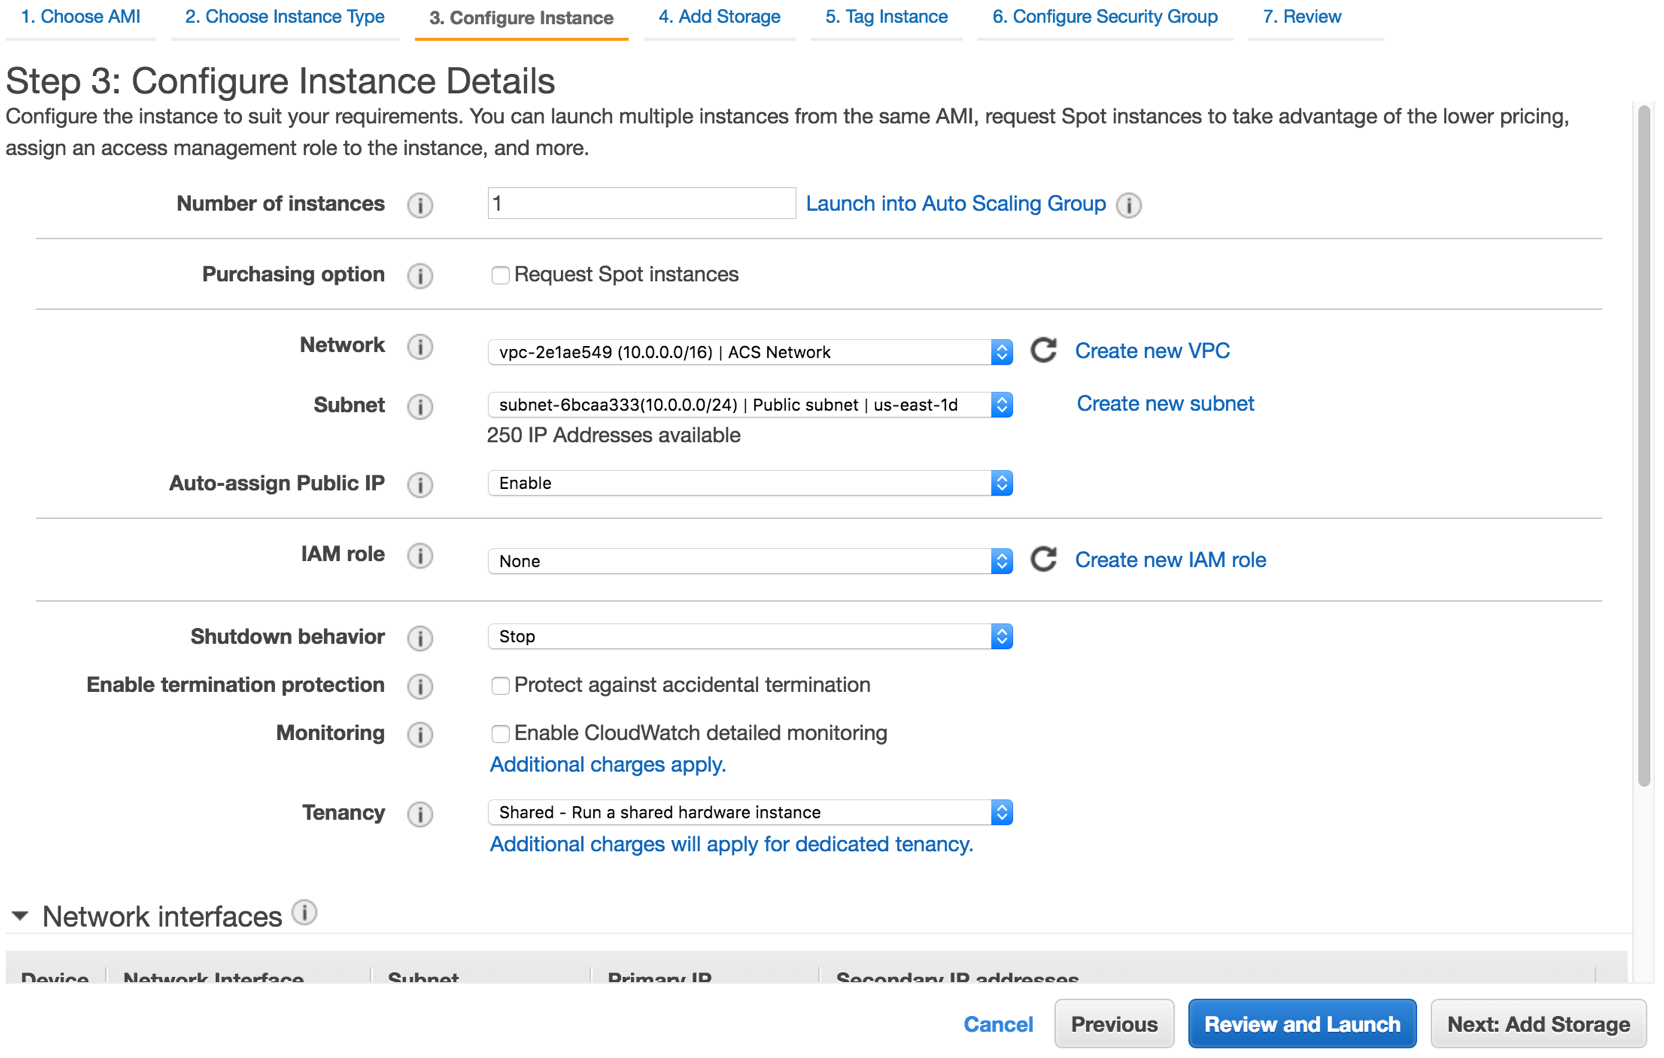 1. Choose AMI 2. Choose Instance Type 3. Configure Instance 4. Add Storage 5. Tag Instance 6. Configure Security Group 7. Review
Step 3: Configure Instance Details
Configure the instance to suit your requirements. You can launch multiple instances from the same AMI, request Spot instances to take advantage of the lower pricing,
assign an access management role to the instance, and more.
Number of instances i 1 Launch into Auto Scaling Group i
Purchasing option i Request Spot instances
Network i vpc-2e1ae549 (10.0.0.0/16) | ACS Network Create new VPC
Subnet i subnet-6bcaa333(10.0.0.0/24) | Public subnet | us-east-1d Create new subnet
250 IP Addresses available
Auto-assign Public IP i Enable
IAM role i None Create new IAM role
Shutdown behavior i Stop
Enable termination protection i Protect against accidental termination
Monitoring i Enable CloudWatch detailed monitoring
Additional charges apply.
Tenancy i Shared - Run a shared hardware instance
Additional charges will apply for dedicated tenancy.
Network interfaces i
Device Network Interface Subnet Primary IP Secondary IP addresses
Cancel Previous Review and Launch Next: Add Storage